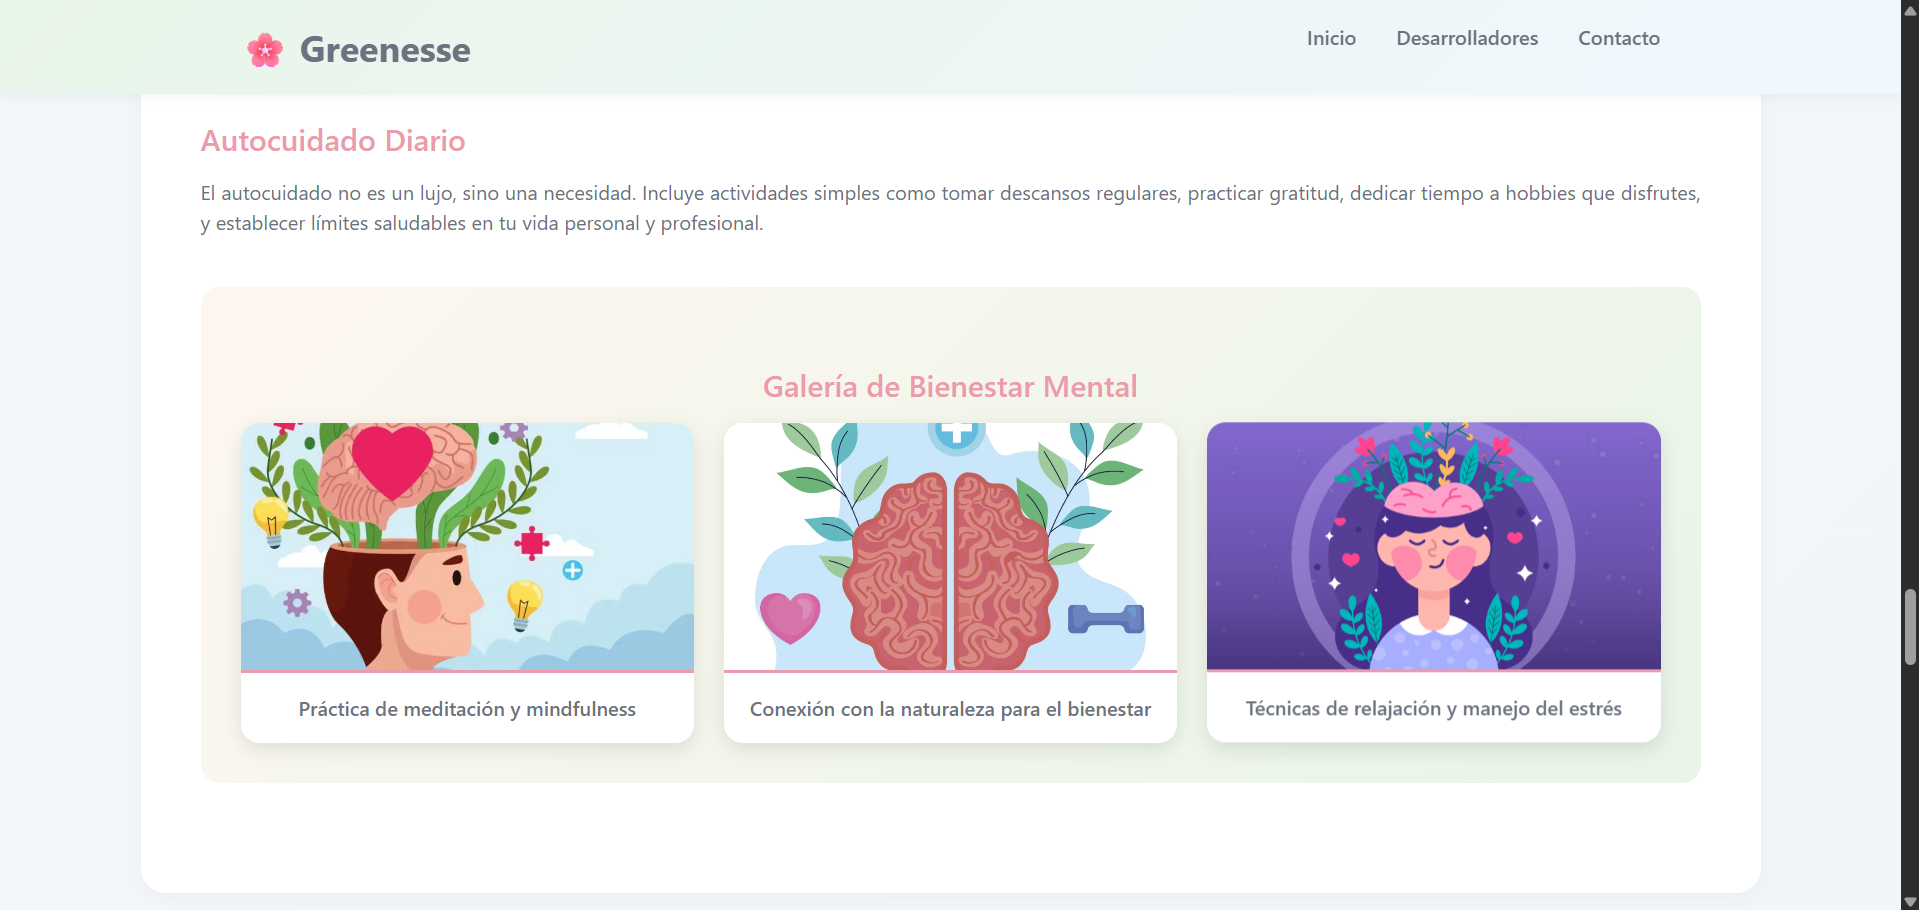 Greenesse
Inicio
Desarrolladores
Contacto
Autocuidado Diario
El autocuidado no es un lujo, sino una necesidad. Incluye actividades simples como tomar descansos regulares, practicar gratitud, dedicar tiempo a hobbies que disfrutes,
y establecer límites saludables en tu vida personal y profesional.
Galería de Bienestar Mental
Práctica de meditación y mindfulness
Conexión con la naturaleza para el bienestar
Técnicas de relajación y manejo del estrés